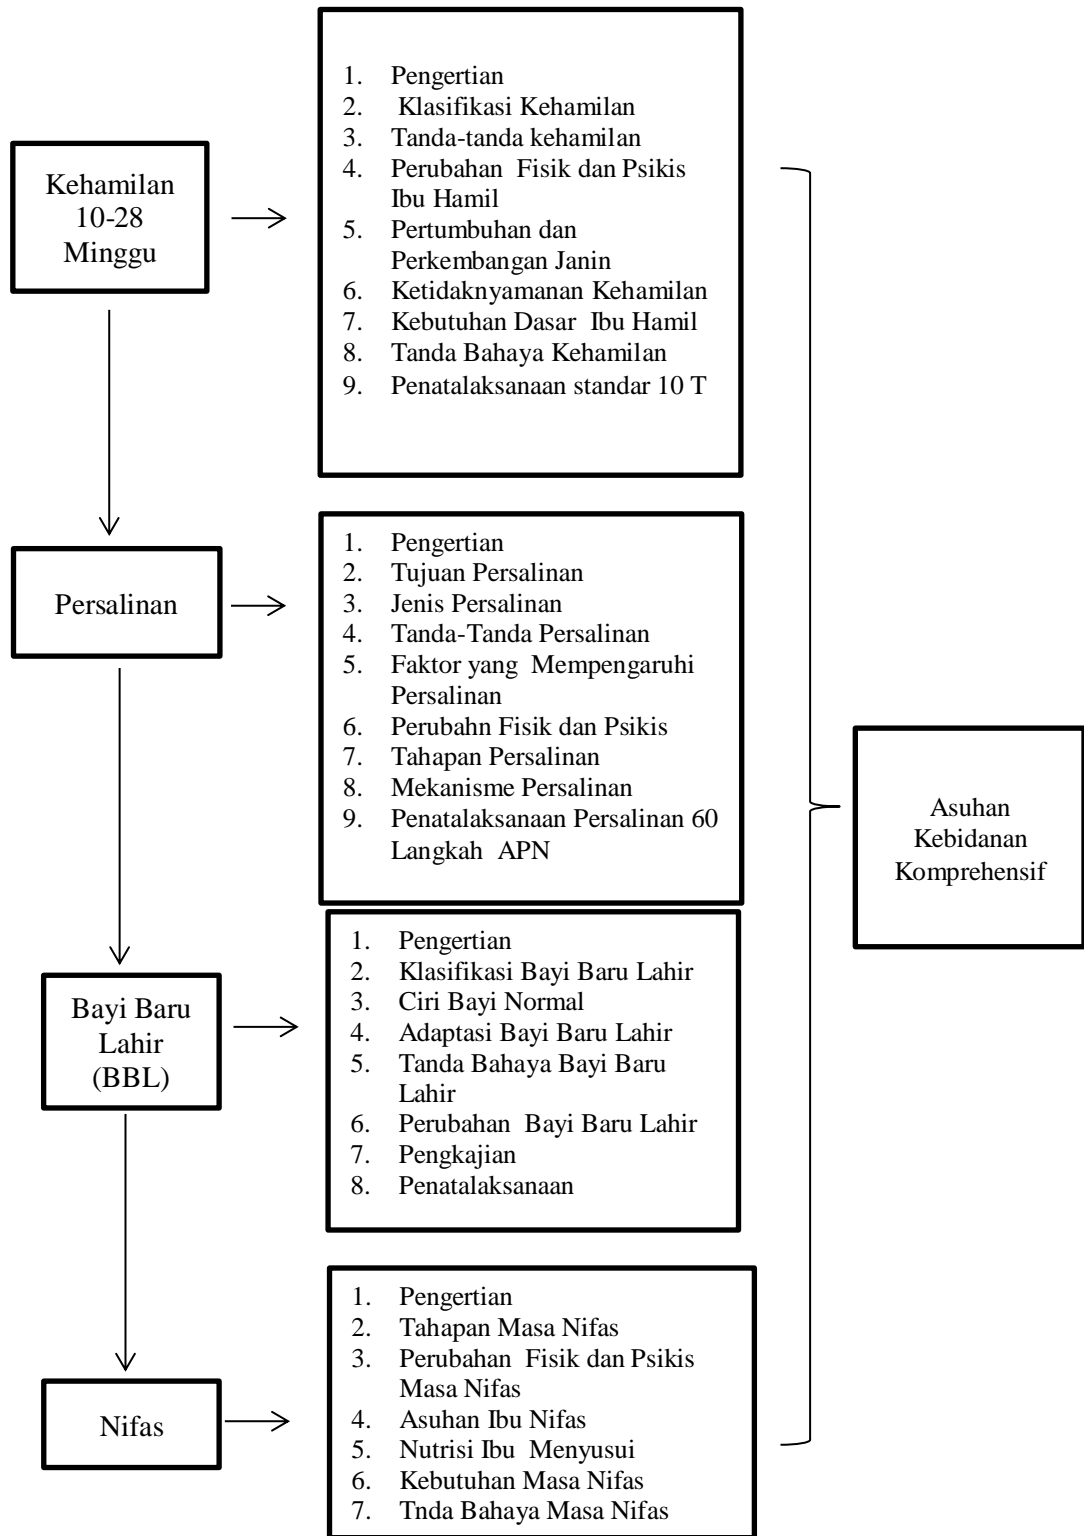 Kehamilan
10-28
Minggu
1. Pengertian
2. Klasifikasi Kehamilan
3. Tanda-tanda kehamilan
4. Perubahan Fisik dan Psikis
Ibu Hamil
5. Pertumbuhan dan
Perkembangan Janin
6. Ketidaknyamanan Kehamilan
7. Kebutuhan Dasar Ibu Hamil
8. Tanda Bahaya Kehamilan
9. Penatalaksanaan standar 10 T
Persalinan
1. Pengertian
2. Tujuan Persalinan
3. Jenis Persalinan
4. Tanda-Tanda Persalinan
5. Faktor yang Mempengaruhi
Persalinan
6. Perubahn Fisik dan Psikis
7. Tahapan Persalinan
8. Mekanisme Persalinan
9. Penatalaksanaan Persalinan 60
Langkah APN
Bayi Baru
Lahir
(BBL)
1. Pengertian
2. Klasifikasi Bayi Baru Lahir
3. Ciri Bayi Normal
4. Adaptasi Bayi Baru Lahir
5. Tanda Bahaya Bayi Baru
Lahir
6. Perubahan Bayi Baru Lahir
7. Pengkajian
8. Penatalaksanaan
Nifas
1. Pengertian
2. Tahapan Masa Nifas
3. Perubahan Fisik dan Psikis
Masa Nifas
4. Asuhan Ibu Nifas
5. Nutrisi Ibu Menyusui
6. Kebutuhan Masa Nifas
7. Tnda Bahaya Masa Nifas
Asuhan
Kebidanan
Komprehensif